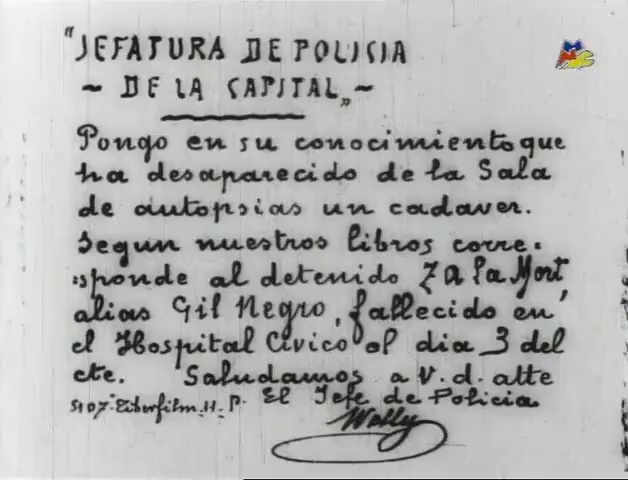 "JEFATURA DE POLICIA
~ DE LA CAPITAL„ ~
Pongo en su conocimiento que
ha desaparecido de la Sala
de autopsias un cadaver.
Segun nuestros libros corre-
sponde al detenido Za la Mort
alias Gil Negro, fallecido en
el Hospital Civico al dia 3 del
cte. Saludamos a V.d. atte
5107-Tiberfilm.H.P. El Jefe de Policia
Wally